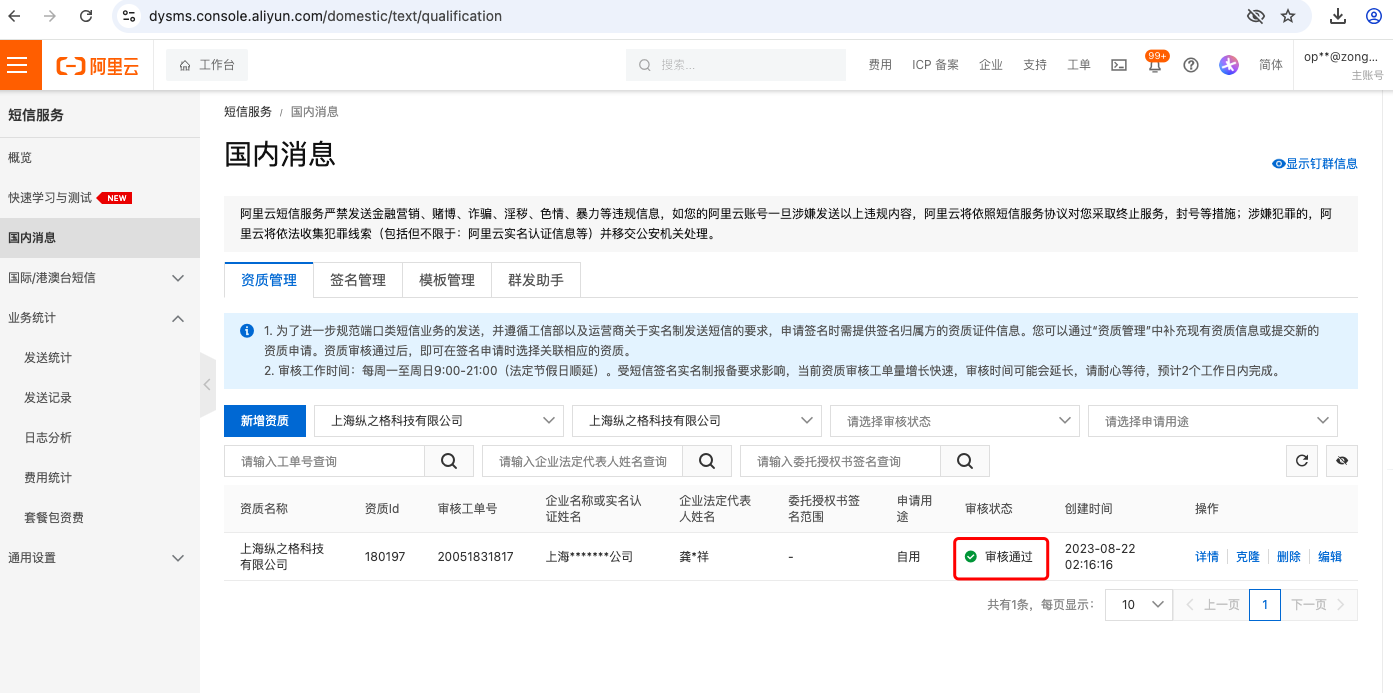 dysms.console.aliyun.com/domestic/text/qualification
阿里云
工作台
搜索...
费用
ICP 备案
企业
支持
工单
99+
简体
op**@zong...
主账号
短信服务
概览
快速学习与测试 NEW
国内消息
国际/港澳台短信
业务统计
发送统计
发送记录
日志分析
费用统计
套餐包资费
通用设置
短信服务 / 国内消息
国内消息
显示钉群信息
阿里云短信服务严禁发送金融营销、赌博、诈骗、淫秽、色情、暴力等违规信息，如您的阿里云账号一旦涉嫌发送以上违规内容，阿里云将依照短信服务协议对您采取终止服务，封号等措施；涉嫌犯罪的，阿
里云将依法收集犯罪线索（包括但不限于：阿里云实名认证信息等）并移交公安机关处理。
资质管理 签名管理 模板管理 群发助手
1. 为了进一步规范端口类短信业务的发送，并遵循工信部以及运营商关于实名制发送短信的要求，申请签名时需提供签名归属方的资质证件信息。您可以通过“资质管理”中补充现有资质信息或提交新的
资质申请。资质审核通过后，即可在签名申请时选择关联相应的资质。
2. 审核工作时间：每周一至周日9:00-21:00（法定节假日顺延）。受短信签名实名制报备要求影响，当前资质审核工单量增长快速，审核时间可能会延长，请耐心等待，预计2个工作日内完成。
新增资质 上海纵之格科技有限公司 上海纵之格科技有限公司 请选择审核状态 请选择申请用途
请输入工单号查询 请输入企业法定代表人姓名查询 请输入委托授权书签名查询
资质名称
资质Id
审核工单号
企业名称或实名认
证姓名
企业法定代表
人姓名
委托授权书签
名范围
申请用
途
审核状态
创建时间
操作
上海纵之格科技
有限公司
180197
20051831817
上海*******公司
龚*祥
-
自用
审核通过
2023-08-22
02:16:16
详情 克隆 删除 编辑
共有1条，每页显示： 10 上一页 1 下一页